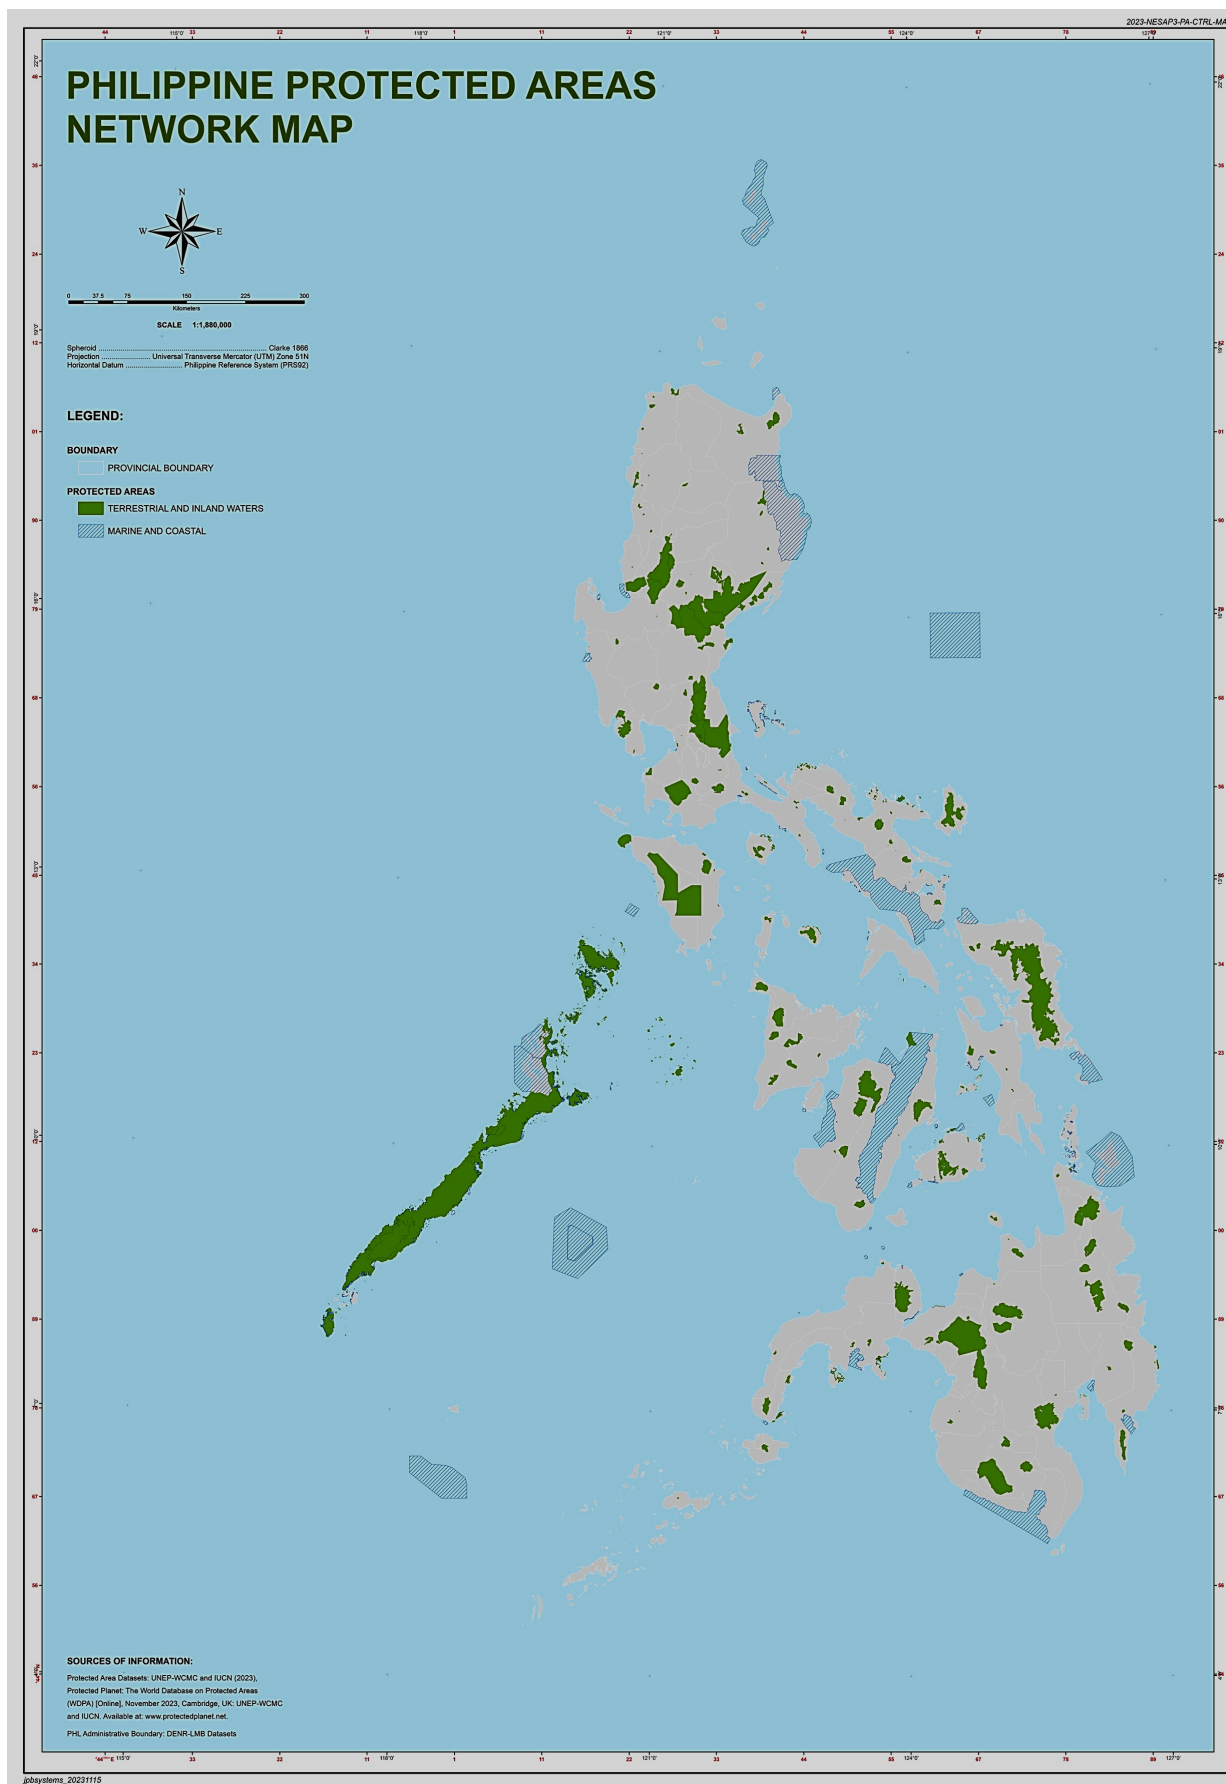 2023-NESAP3-PA-CTRL-MA
PHILIPPINE PROTECTED AREAS
NETWORK MAP
N
W E
S
0 37.5 75 150 225 300
Kilometers
SCALE 1:1,880,000
Spheroid ........ Clarke 1866
Projection ........ Universal Transverse Mercator (UTM) Zone 51N
Horizontal Datum ........ Philippine Reference System (PRS92)
LEGEND:
BOUNDARY
PROVINCIAL BOUNDARY
PROTECTED AREAS
TERRESTRIAL AND INLAND WATERS
MARINE AND COASTAL
SOURCES OF INFORMATION:
Protected Area Datasets: UNEP-WCMC and IUCN (2023),
Protected Planet: The World Database on Protected Areas
(WDPA) [Online], November 2023, Cambridge, UK: UNEP-WCMC
and IUCN. Available at: www.protectedplanet.net.
PHL Administrative Boundary: DENR-LMB Datasets
jpbsystems_20231115